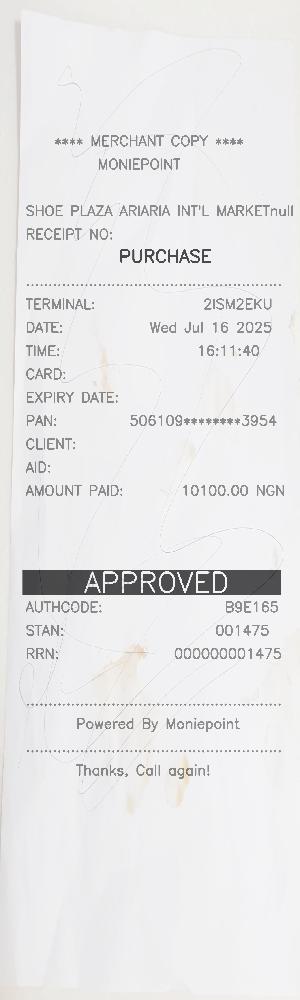 **** MERCHANT COPY ****
MONIEPOINT
SHOE PLAZA ARIARIA INT'L MARKETnull
RECEIPT NO:
PURCHASE
TERMINAL: 2ISM2EKU
DATE: Wed Jul 16 2025
TIME: 16:11:40
CARD:
EXPIRY DATE:
PAN: 506109********3954
CLIENT:
AID:
AMOUNT PAID: 10100.00 NGN
APPROVED
AUTHCODE: B9E165
STAN: 001475
RRN: 000000001475
Powered By Moniepoint
Thanks, Call again!